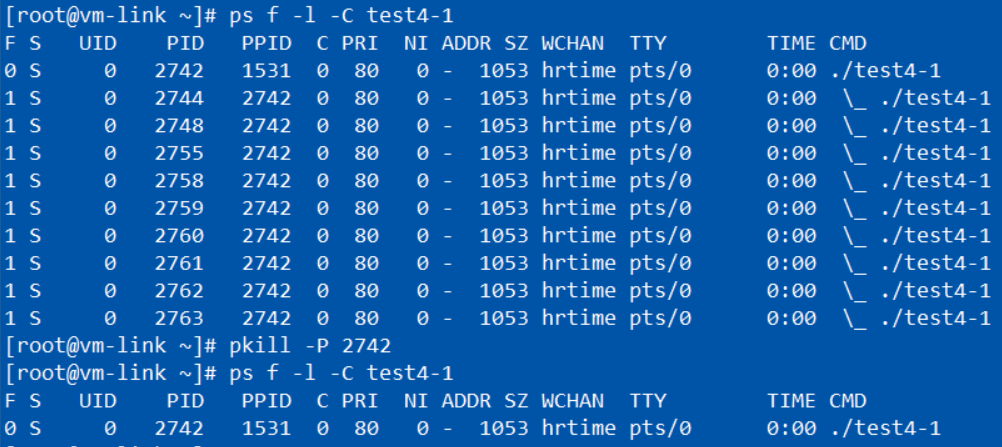 [root@vm-link ~]# ps f -l -C test4-1
F S   UID    PID   PPID  C PRI  NI ADDR SZ WCHAN  TTY        TIME CMD
0 S     0   2742   1531  0  80   0 -  1053 hrtime pts/0      0:00 ./test4-1
1 S     0   2744   2742  0  80   0 -  1053 hrtime pts/0      0:00  \_ ./test4-1
1 S     0   2748   2742  0  80   0 -  1053 hrtime pts/0      0:00  \_ ./test4-1
1 S     0   2755   2742  0  80   0 -  1053 hrtime pts/0      0:00  \_ ./test4-1
1 S     0   2758   2742  0  80   0 -  1053 hrtime pts/0      0:00  \_ ./test4-1
1 S     0   2759   2742  0  80   0 -  1053 hrtime pts/0      0:00  \_ ./test4-1
1 S     0   2760   2742  0  80   0 -  1053 hrtime pts/0      0:00  \_ ./test4-1
1 S     0   2761   2742  0  80   0 -  1053 hrtime pts/0      0:00  \_ ./test4-1
1 S     0   2762   2742  0  80   0 -  1053 hrtime pts/0      0:00  \_ ./test4-1
1 S     0   2763   2742  0  80   0 -  1053 hrtime pts/0      0:00  \_ ./test4-1
[root@vm-link ~]# pkill -P 2742
[root@vm-link ~]# ps f -l -C test4-1
F S   UID    PID   PPID  C PRI  NI ADDR SZ WCHAN  TTY        TIME CMD
0 S     0   2742   1531  0  80   0 -  1053 hrtime pts/0      0:00 ./test4-1